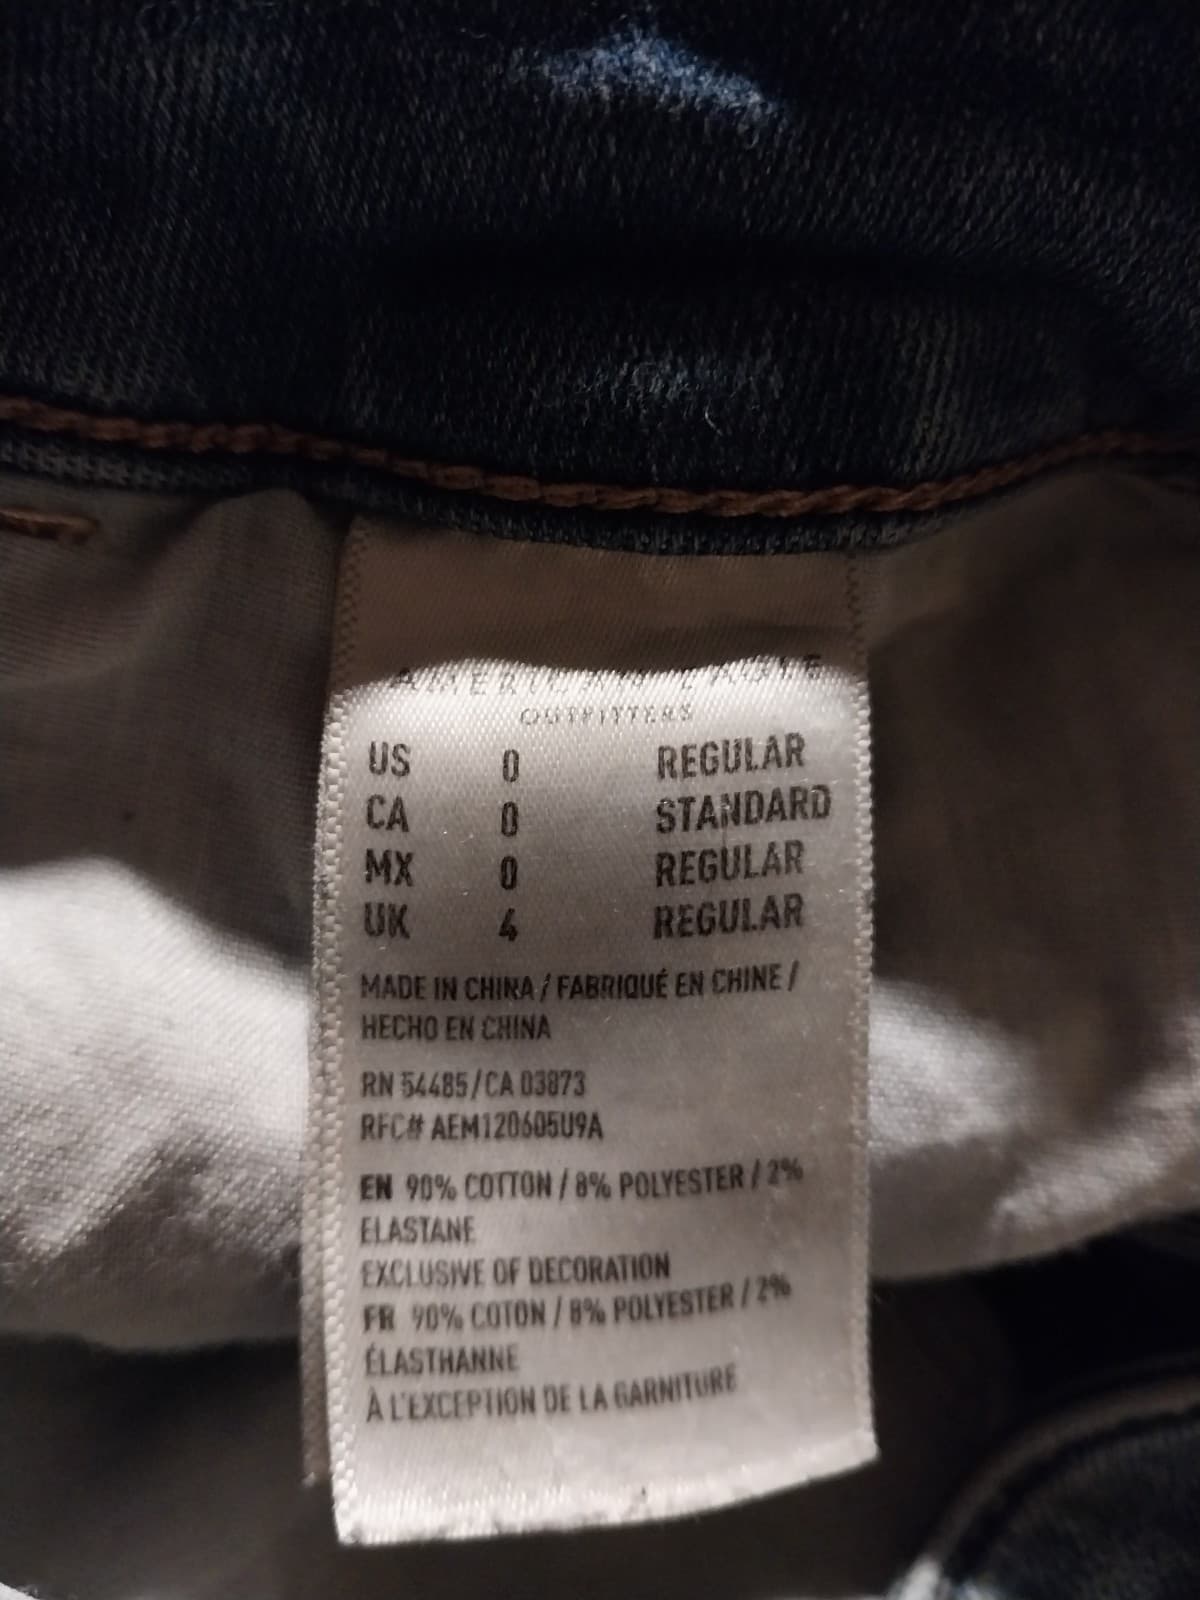 AMERICAN EAGLE
OUTFITTERS
US 0 REGULAR
CA 0 STANDARD
MX 0 REGULAR
UK 4 REGULAR
MADE IN CHINA / FABRIQUÉ EN CHINE /
HECHO EN CHINA
RN 54485/CA 03873
RFC# AEM120605U9A
EN 90% COTTON / 8% POLYESTER / 2%
ELASTANE
EXCLUSIVE OF DECORATION
FR 90% COTON / 8% POLYESTER / 2%
ÉLASTHANNE
À L'EXCEPTION DE LA GARNITURE